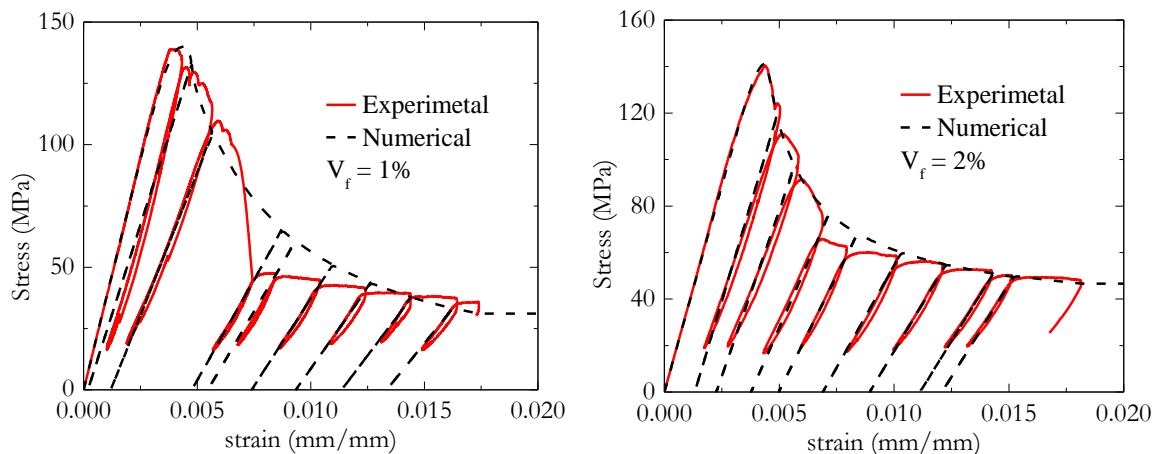 150
100
50
0
Stress (MPa)
Experimetal
Numerical
V_f = 1%
0.000 0.005 0.010 0.015 0.020
strain (mm/mm)
160
120
80
40
0
Stress (MPa)
Experimetal
Numerical
V_f = 2%
0.000 0.005 0.010 0.015 0.020
strain (mm/mm)